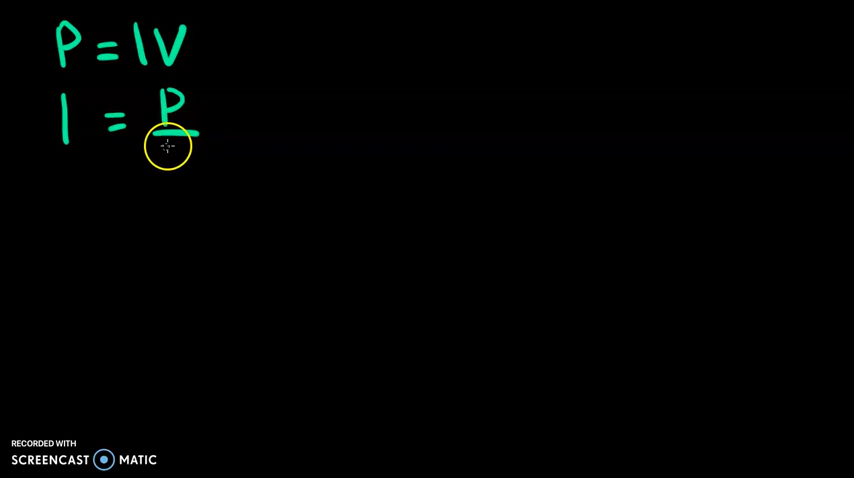 P = IV
I = P
RECORDED WITH
SCREENCAST MATIC